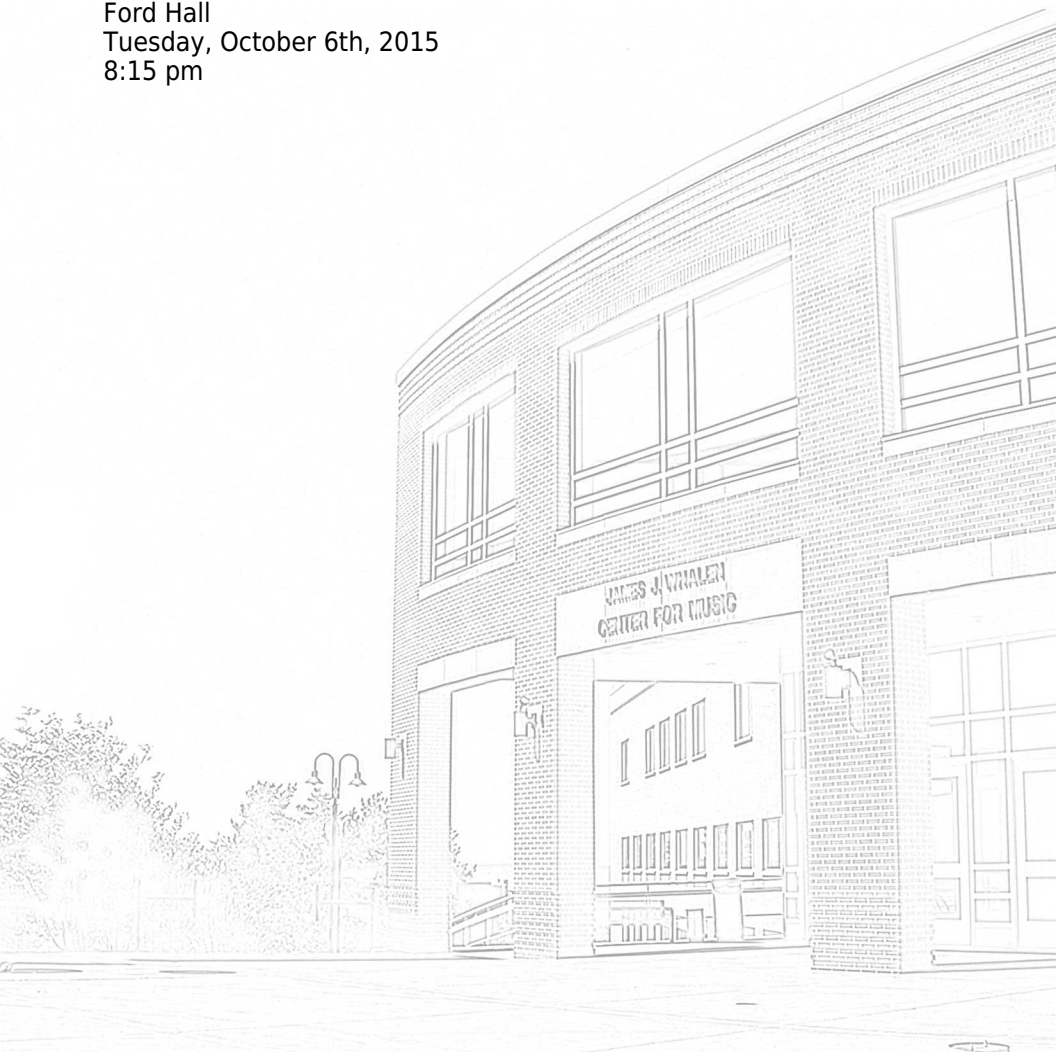 Ford Hall
Tuesday, October 6th, 2015
8:15 pm
JAMES J. WHALEN
CENTER FOR MUSIC